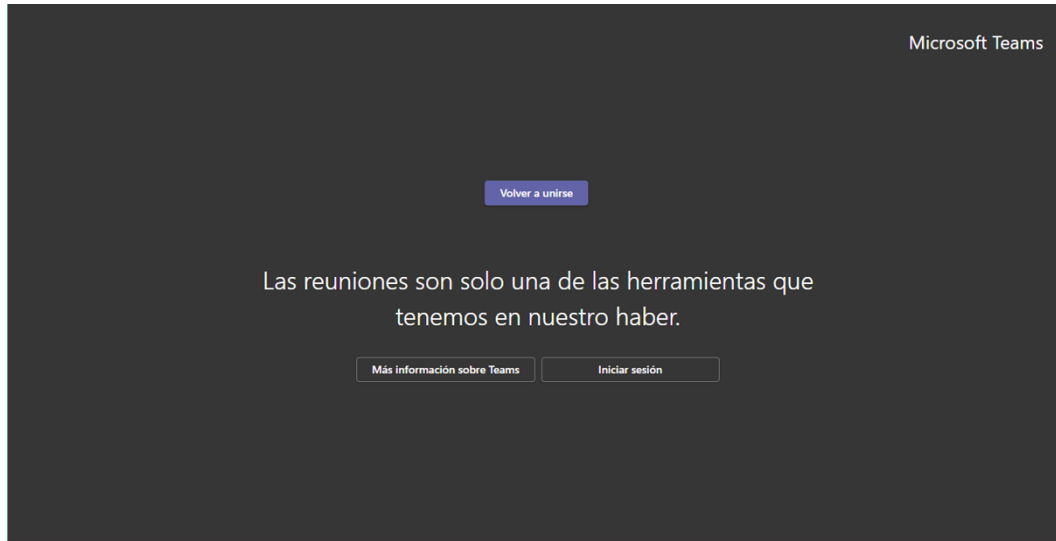 Microsoft Teams
Volver a unirse
Las reuniones son solo una de las herramientas que
tenemos en nuestro haber.
Más información sobre Teams
Iniciar sesión